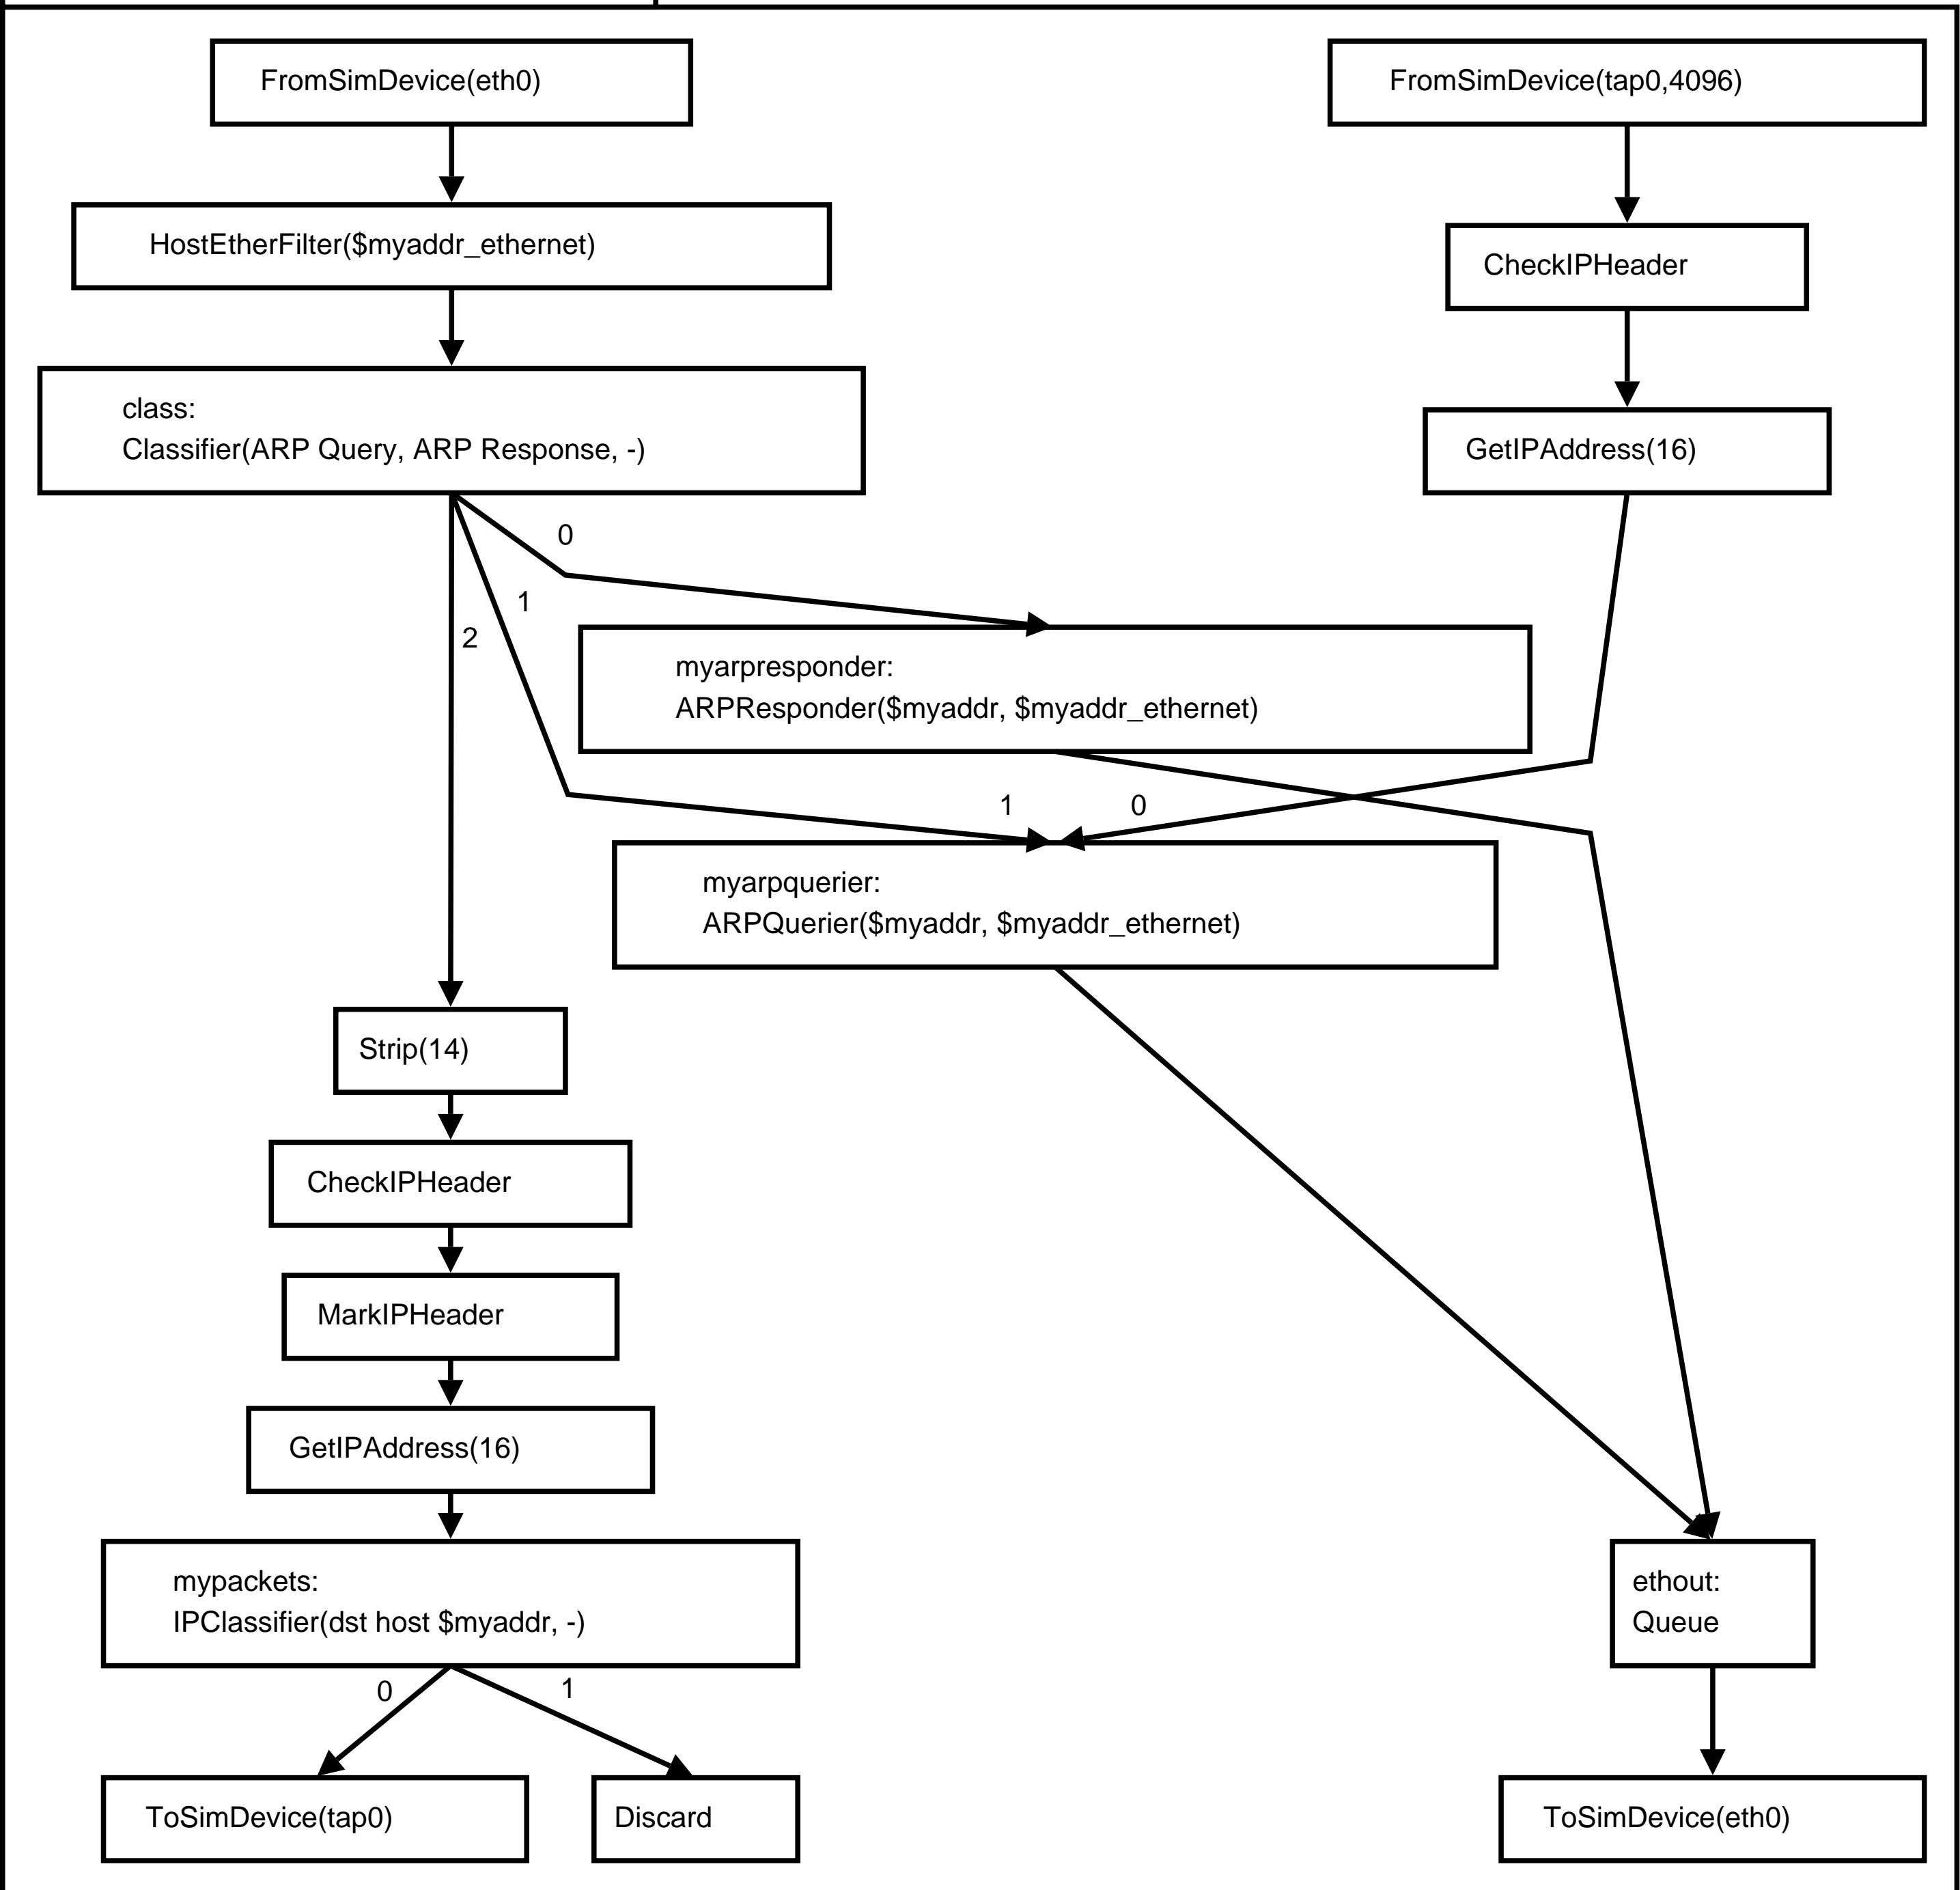 FromSimDevice(eth0)
FromSimDevice(tap0,4096)
HostEtherFilter($myaddr_ethernet)
CheckIPHeader
class:
Classifier(ARP Query, ARP Response, -)
GetIPAddress(16)
0
1
2
myarpresponder:
ARPResponder($myaddr, $myaddr_ethernet)
1
0
myarpquerier:
ARPQuerier($myaddr, $myaddr_ethernet)
Strip(14)
CheckIPHeader
MarkIPHeader
GetIPAddress(16)
mypackets:
IPClassifier(dst host $myaddr, -)
ethout:
Queue
0
1
ToSimDevice(tap0)
Discard
ToSimDevice(eth0)